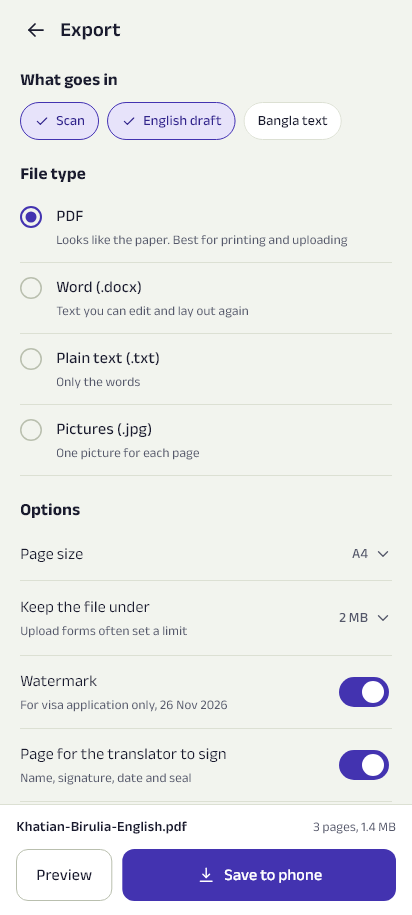 Export
What goes in
Scan
English draft
Bangla text
File type
PDF
Looks like the paper. Best for printing and uploading
Word (.docx)
Text you can edit and lay out again
Plain text (.txt)
Only the words
Pictures (.jpg)
One picture for each page
Options
Page size
A4
Keep the file under
Upload forms often set a limit
2 MB
Watermark
For visa application only, 26 Nov 2026
Page for the translator to sign
Name, signature, date and seal
Khatian-Birulia-English.pdf
3 pages, 1.4 MB
Preview
Save to phone